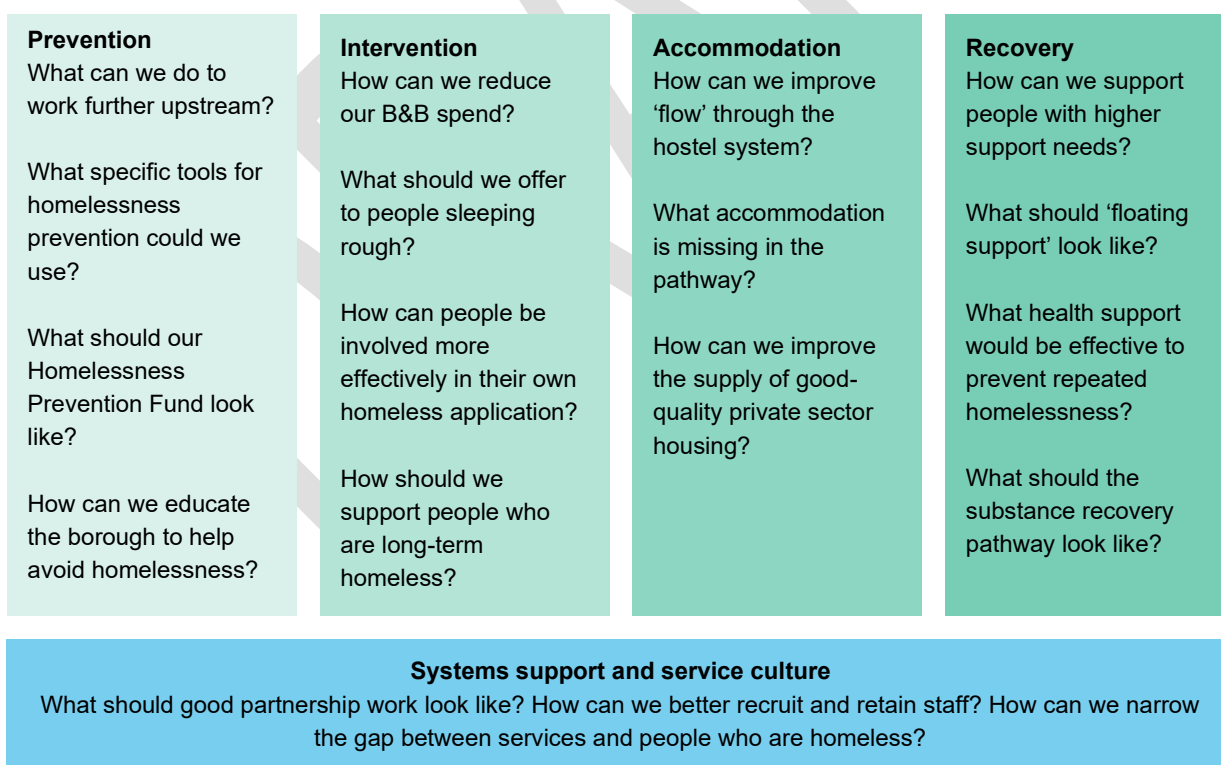 Prevention
What can we do to
work further upstream?
What specific tools for
homelessness
prevention could we
use?
What should our
Homelessness
Prevention Fund look
like?
How can we educate
the borough to help
avoid homelessness?
Intervention
How can we reduce
our B&B spend?
What should we offer
to people sleeping
rough?
How can people be
involved more
effectively in their own
homeless application?
How should we
support people who
are long-term
homeless?
Accommodation
How can we improve
‘flow’ through the
hostel system?
What accommodation
is missing in the
pathway?
How can we improve
the supply of good-
quality private sector
housing?
Recovery
How can we support
people with higher
support needs?
What should ‘floating
support’ look like?
What health support
would be effective to
prevent repeated
homelessness?
What should the
substance recovery
pathway look like?
Systems support and service culture
What should good partnership work look like? How can we better recruit and retain staff? How can we narrow
the gap between services and people who are homeless?